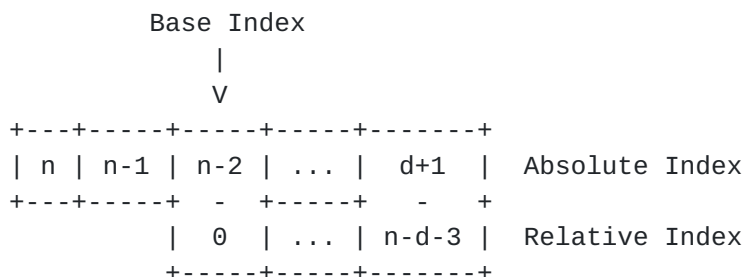 Base Index
|
V
+---+-----+-----+-----+-------+
| n | n-1 | n-2 | ... |  d+1  |  Absolute Index
+---+-----+  -  +-----+   -   +
|  0  | ... | n-d-3 |  Relative Index
+-----+-----+-------+